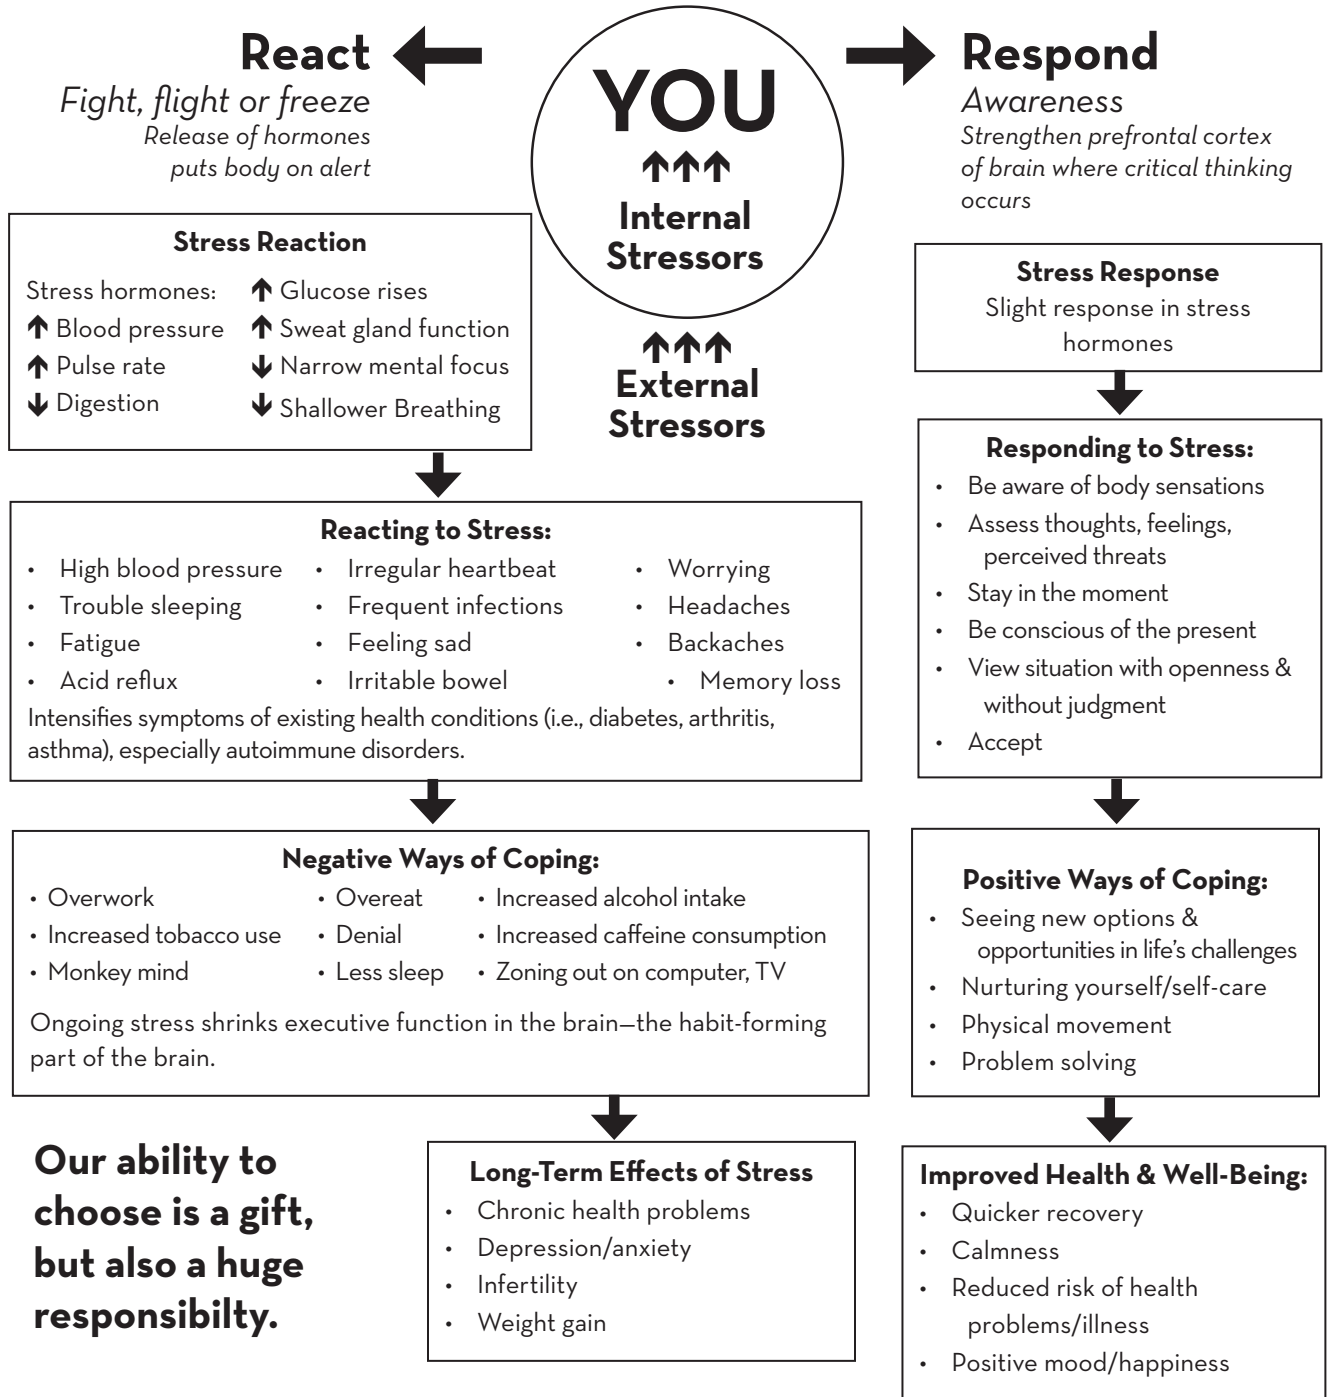 React
Fight, flight or freeze
Release of hormones
puts body on alert
YOU
Internal
Stressors
External
Stressors
Respond
Awareness
Strengthen prefrontal cortex
of brain where critical thinking
occurs
Stress Reaction
Stress hormones:
↑ Blood pressure
↑ Pulse rate
↓ Digestion
↑ Glucose rises
↑ Sweat gland function
↓ Narrow mental focus
↓ Shallower Breathing
Reacting to Stress:
• High blood pressure
• Trouble sleeping
• Fatigue
• Acid reflux
• Irregular heartbeat
• Frequent infections
• Feeling sad
• Irritable bowel
• Worrying
• Headaches
• Backaches
• Memory loss
Intensifies symptoms of existing health conditions (i.e., diabetes, arthritis,
asthma), especially autoimmune disorders.
Negative Ways of Coping:
• Overwork
• Increased tobacco use
• Monkey mind
• Overeat
• Denial
• Less sleep
• Increased alcohol intake
• Increased caffeine consumption
• Zoning out on computer, TV
Ongoing stress shrinks executive function in the brain—the habit-forming
part of the brain.
Long-Term Effects of Stress
• Chronic health problems
• Depression/anxiety
• Infertility
• Weight gain
Our ability to
choose is a gift,
but also a huge
responsibilty.
Stress Response
Slight response in stress
hormones
Responding to Stress:
• Be aware of body sensations
• Assess thoughts, feelings,
perceived threats
• Stay in the moment
• Be conscious of the present
• View situation with openness &
without judgment
• Accept
Positive Ways of Coping:
• Seeing new options &
opportunities in life's challenges
• Nurturing yourself/self-care
• Physical movement
• Problem solving
Improved Health & Well-Being:
• Quicker recovery
• Calmness
• Reduced risk of health
problems/illness
• Positive mood/happiness